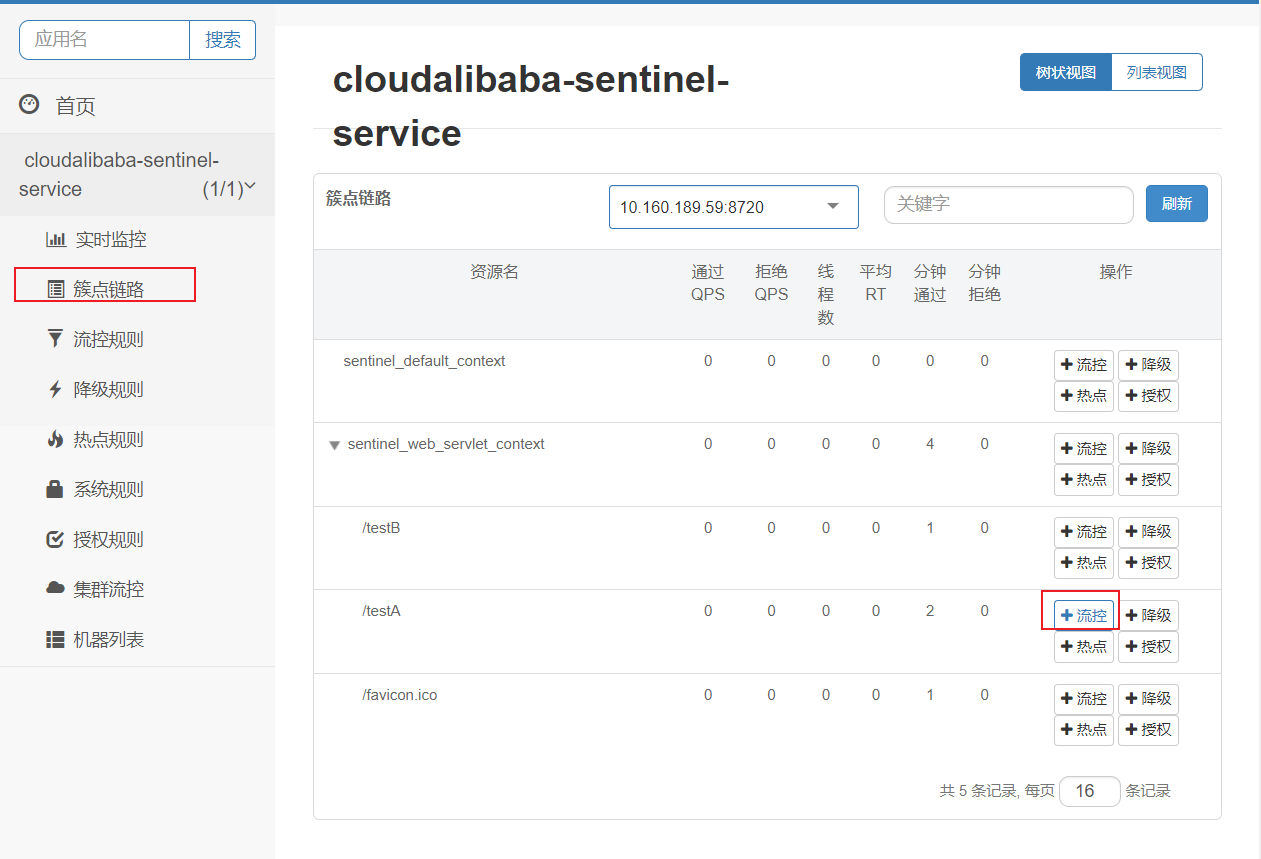 应用名 搜索
首页
cloudalibaba-sentinel-
service (1/1)
实时监控
簇点链路
流控规则
降级规则
热点规则
系统规则
授权规则
集群流控
机器列表
cloudalibaba-sentinel-
service
树状视图 列表视图
簇点链路 10.160.189.59:8720 关键字 刷新
资源名 通过 拒绝 线 平均 分钟 分钟 操作
QPS QPS 程 RT 通过 拒绝
数
sentinel_default_context 0 0 0 0 0 0 流控 降级
热点 授权
sentinel_web_servlet_context 0 0 0 0 4 0 流控 降级
热点 授权
/testB 0 0 0 0 1 0 流控 降级
热点 授权
/testA 0 0 0 0 2 0 流控 降级
热点 授权
/favicon.ico 0 0 0 0 1 0 流控 降级
热点 授权
共 5 条记录, 每页 16 条记录